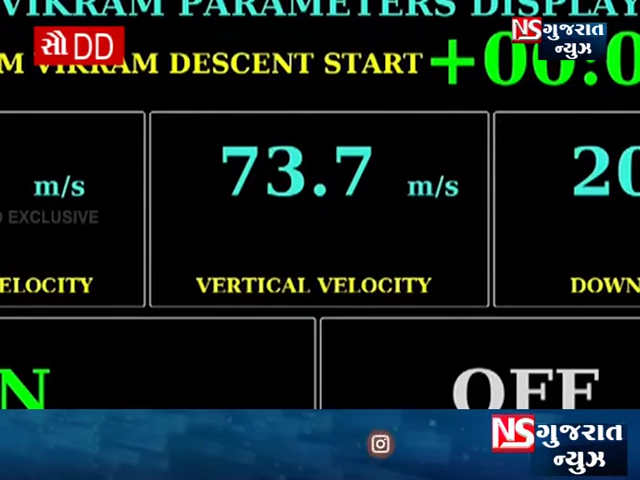 VIKRAM PARAMETERS DISPLAY
સૌ DD
NS ગુજરાત
ન્યુઝ
M VIKRAM DESCENT START +00:0
m/s 73.7 m/s 20
EXCLUSIVE
ELOCITY VERTICAL VELOCITY DOWN
N OFF
NS ગુજરાત
ન્યુઝ